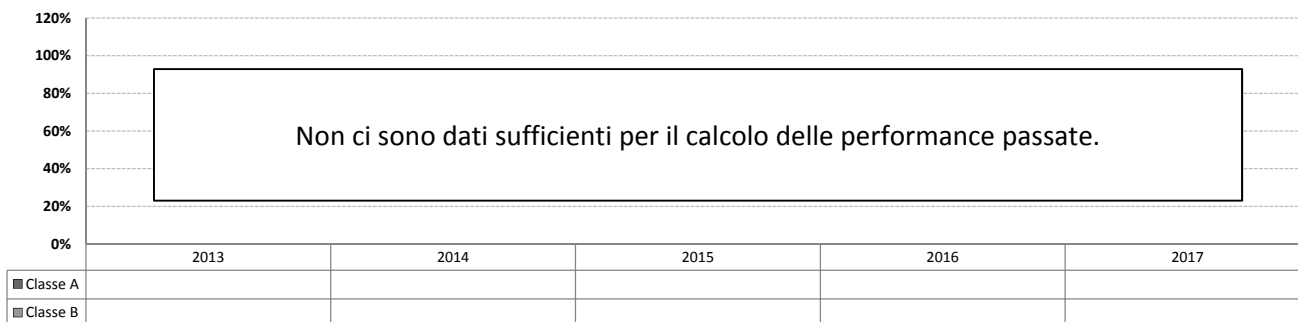 120%
100%
80%
60%
40%
20%
0%
Non ci sono dati sufficienti per il calcolo delle performance passate.
2013 2014 2015 2016 2017
Classe A
Classe B